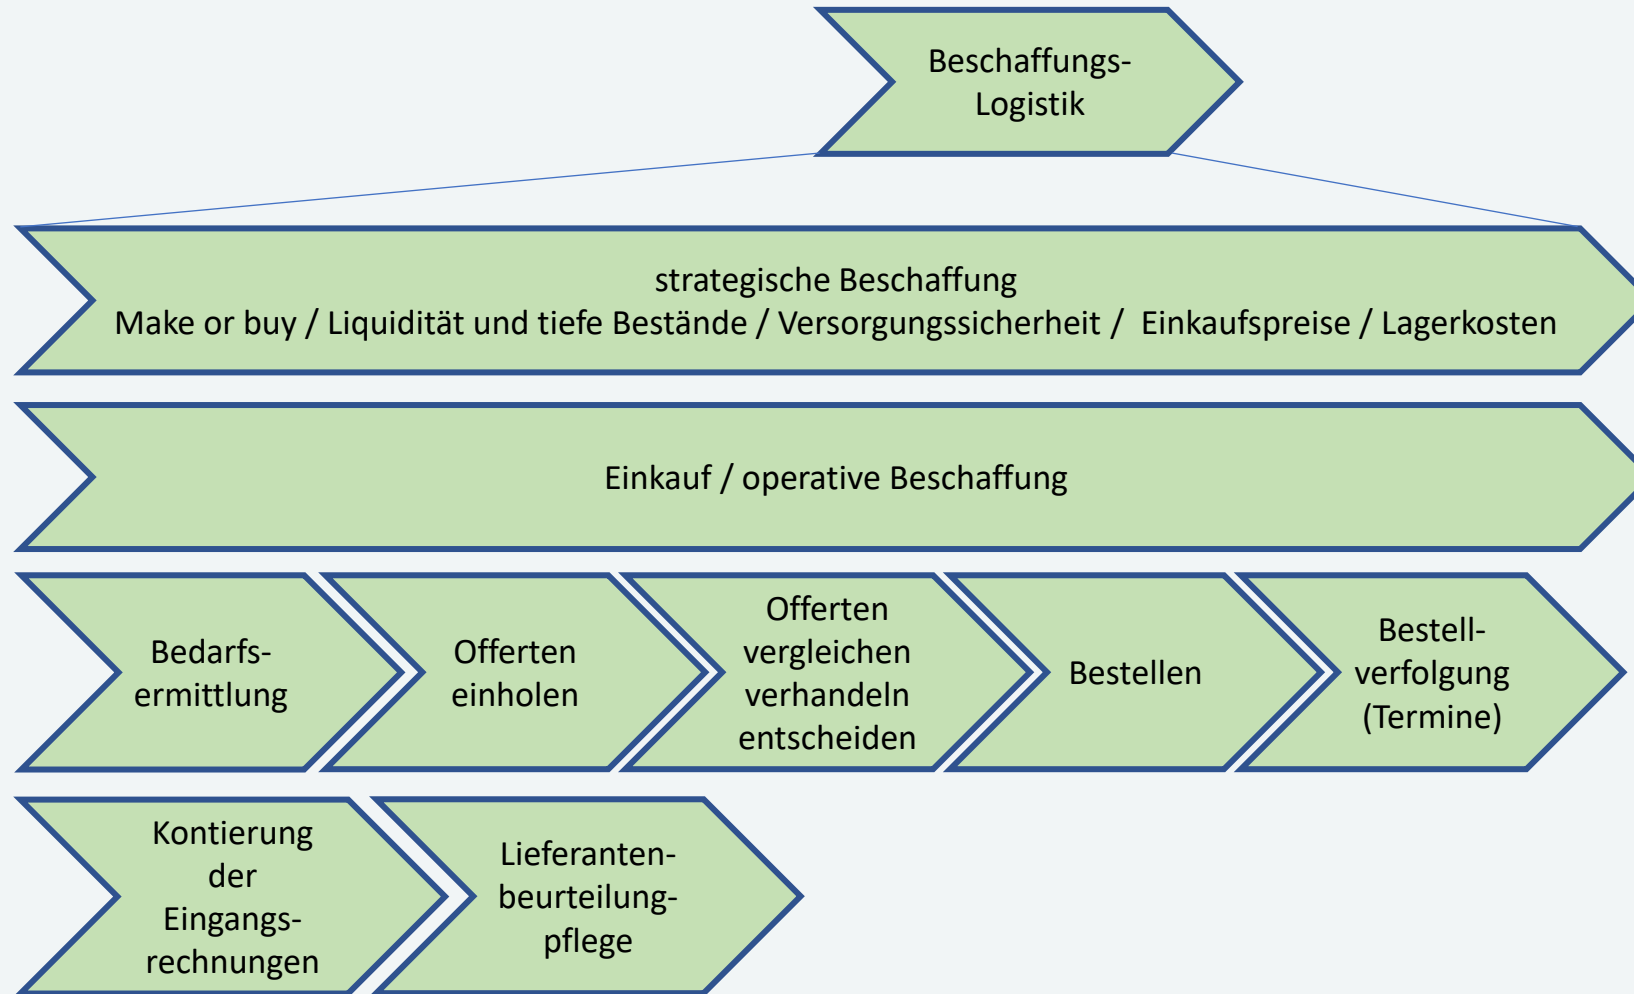 Beschaffungs-
Logistik
strategische Beschaffung
Make or buy / Liquidität und tiefe Bestände / Versorgungssicherheit / Einkaufspreise / Lagerkosten
Einkauf / operative Beschaffung
Bedarfs-
ermittlung
Offerten
einholen
Offerten
vergleichen
verhandeln
entscheiden
Bestellen
Bestell-
verfolgung
(Termine)
Kontierung
der
Eingangs-
rechnungen
Lieferanten-
beurteilung-
pflege